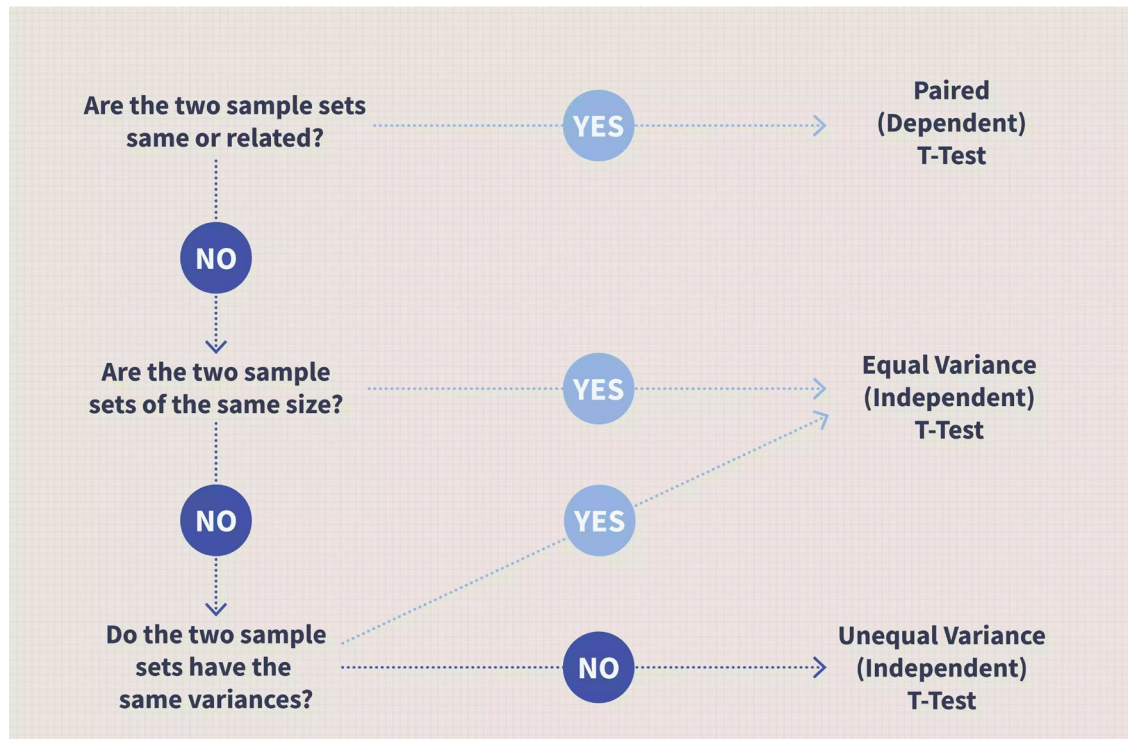 Are the two sample sets
same or related?
YES
Paired
(Dependent)
T-Test
NO
Are the two sample
sets of the same size?
YES
Equal Variance
(Independent)
T-Test
NO
YES
Do the two sample
sets have the
same variances?
NO
Unequal Variance
(Independent)
T-Test